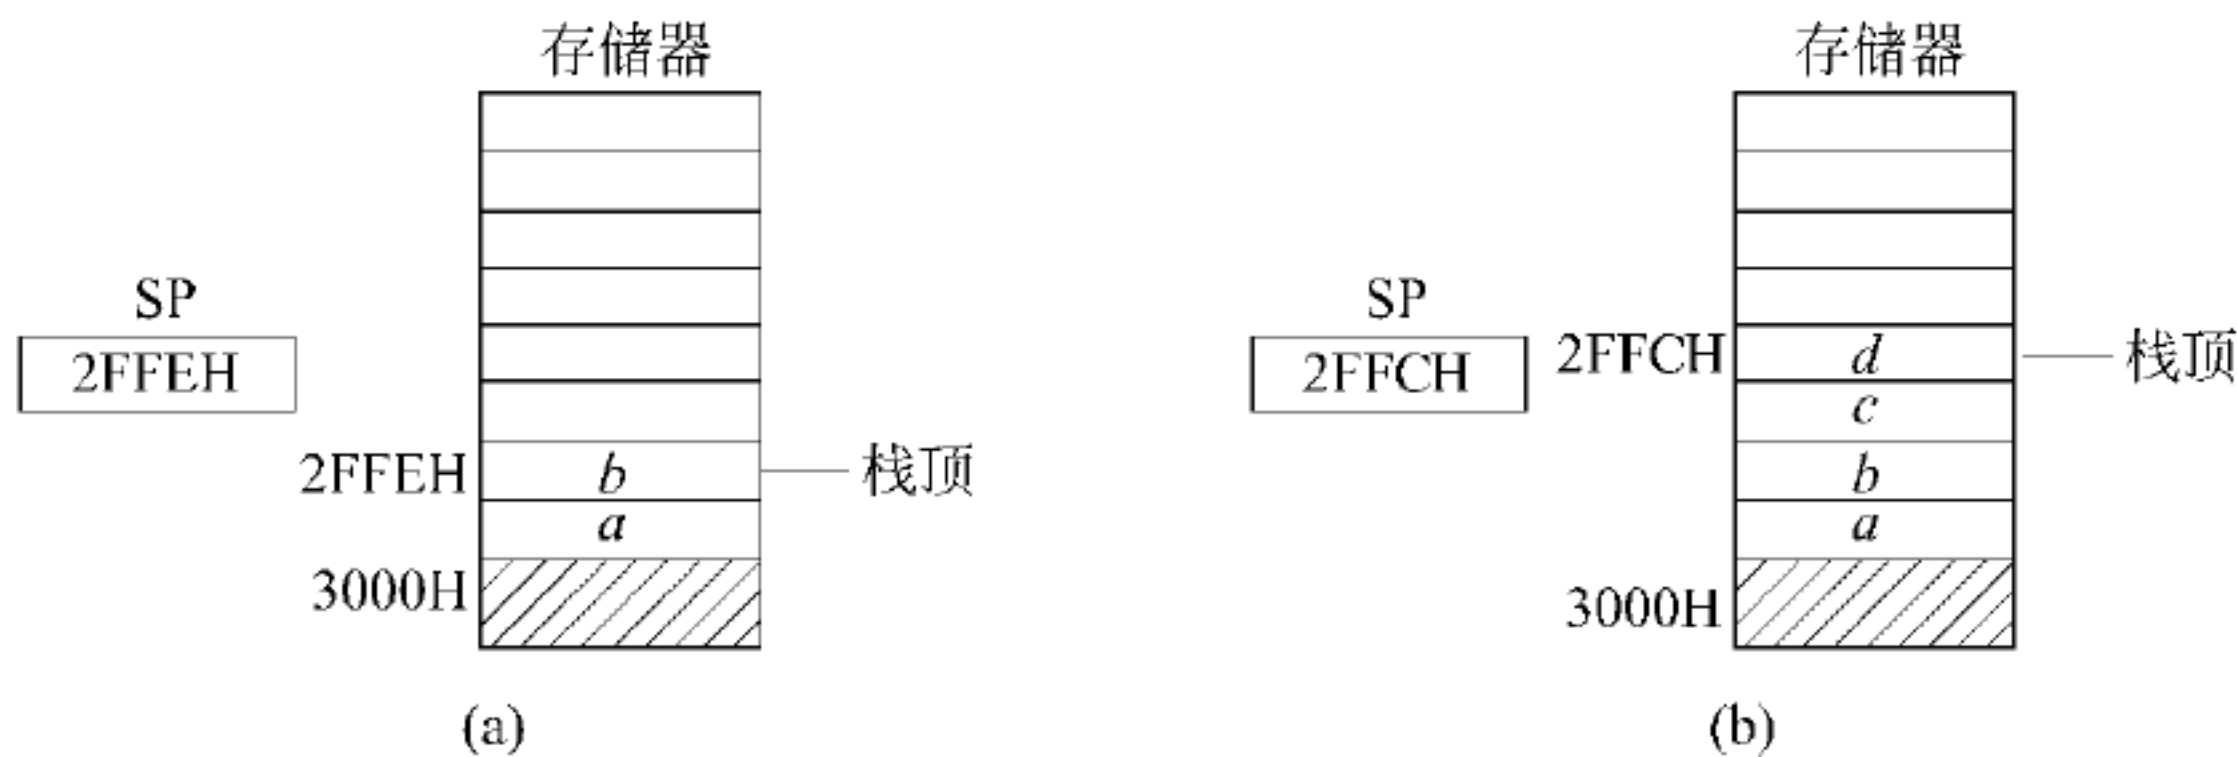 存储器
SP
2FFEH
2FFEH b 栈顶
a
3000H
(a)
存储器
SP
2FFCH
2FFCH d 栈顶
c
b
a
3000H
(b)